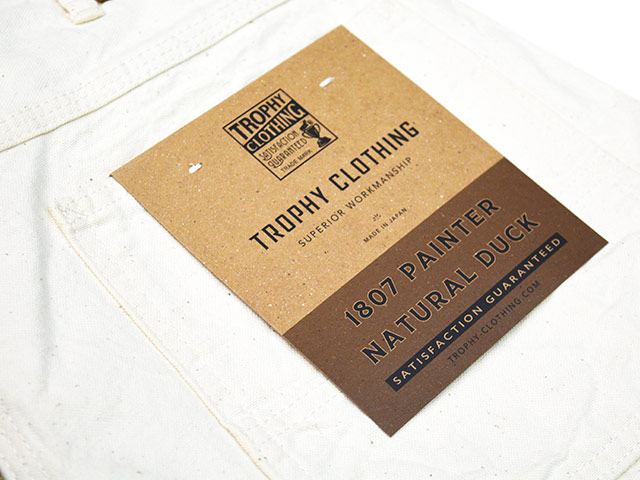 TROPHY
CLOTHING
SATISFACTION
GUARANTEED
TRADE MARK
TROPHY CLOTHING
SUPERIOR WORKMANSHIP
MADE IN JAPAN
1807 PAINTER
NATURAL DUCK
SATISFACTION GUARANTEED
TROPHY-CLOTHING.COM